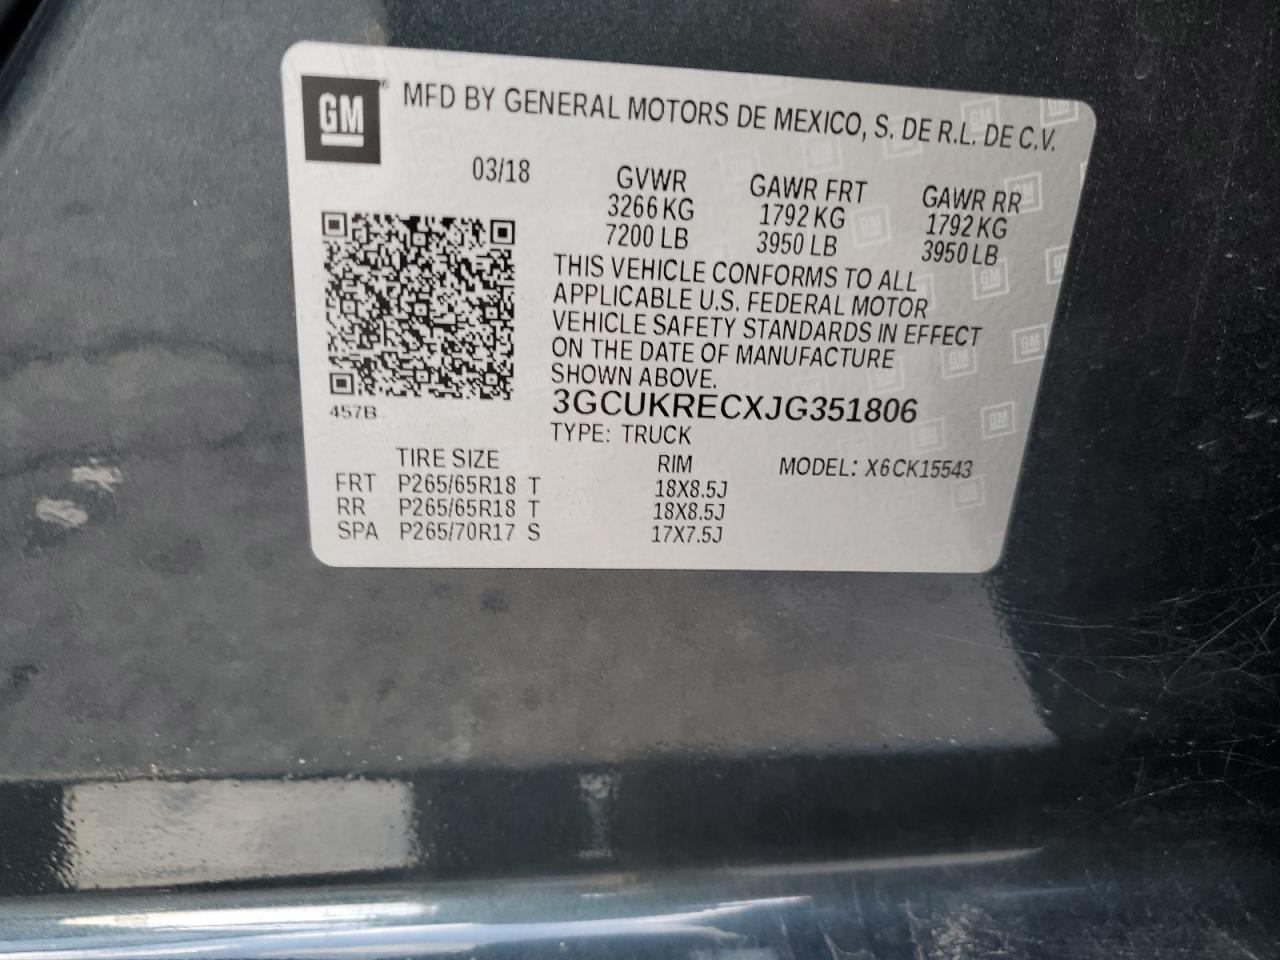 GM® MFD BY GENERAL MOTORS DE MEXICO, S. DE R.L. DE C.V.
03/18 GVWR GAWR FRT GAWR RR
3266 KG 1792 KG 1792 KG
7200 LB 3950 LB 3950 LB
THIS VEHICLE CONFORMS TO ALL
APPLICABLE U.S. FEDERAL MOTOR
VEHICLE SAFETY STANDARDS IN EFFECT
ON THE DATE OF MANUFACTURE
SHOWN ABOVE.
457B 3GCUKRECXJG351806
TYPE: TRUCK
TIRE SIZE RIM MODEL: X6CK15543
FRT P265/65R18 T 18X8.5J
RR P265/65R18 T 18X8.5J
SPA P265/70R17 S 17X7.5J